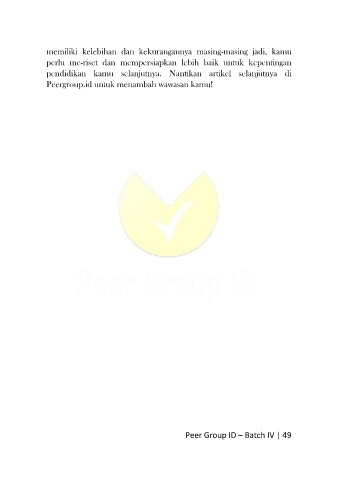 memiliki kelebihan dan kekurangannya masing-masing jadi, kamu
perlu me-riset dan mempersiapkan lebih baik untuk kepentingan
pendidikan kamu selanjutnya. Nantikan artikel selanjutnya di
Peergroup.id untuk menambah wawasan kamu!
Peer Group ID
Peer Group ID – Batch IV | 49